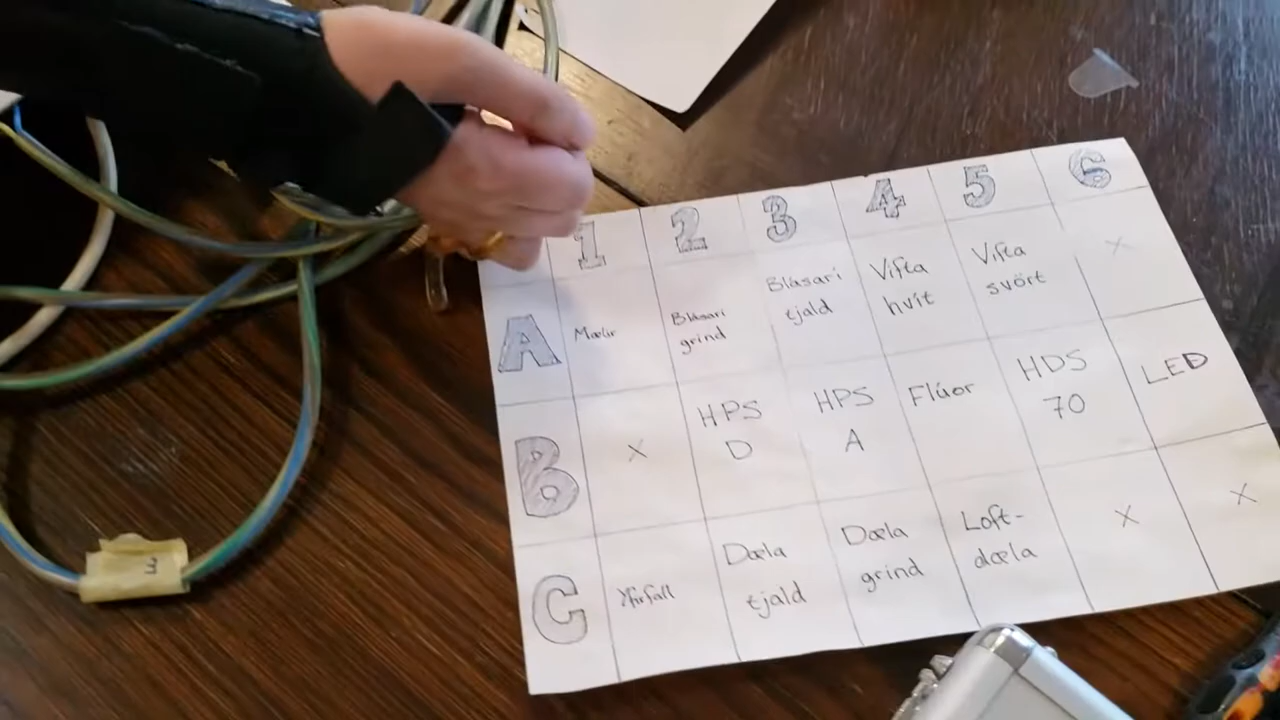 1 2 3 4 5 6
A
Mælir
Blásari
grind
Blásari
tjald
Vifta
hvít
Vifta
svört
X
B
X
HPS
D
HPS
A
Flúor
HDS
70
LED
C
Yfirfall
Dæla
tjald
Dæla
grind
Loft-
dæla
X
X
3